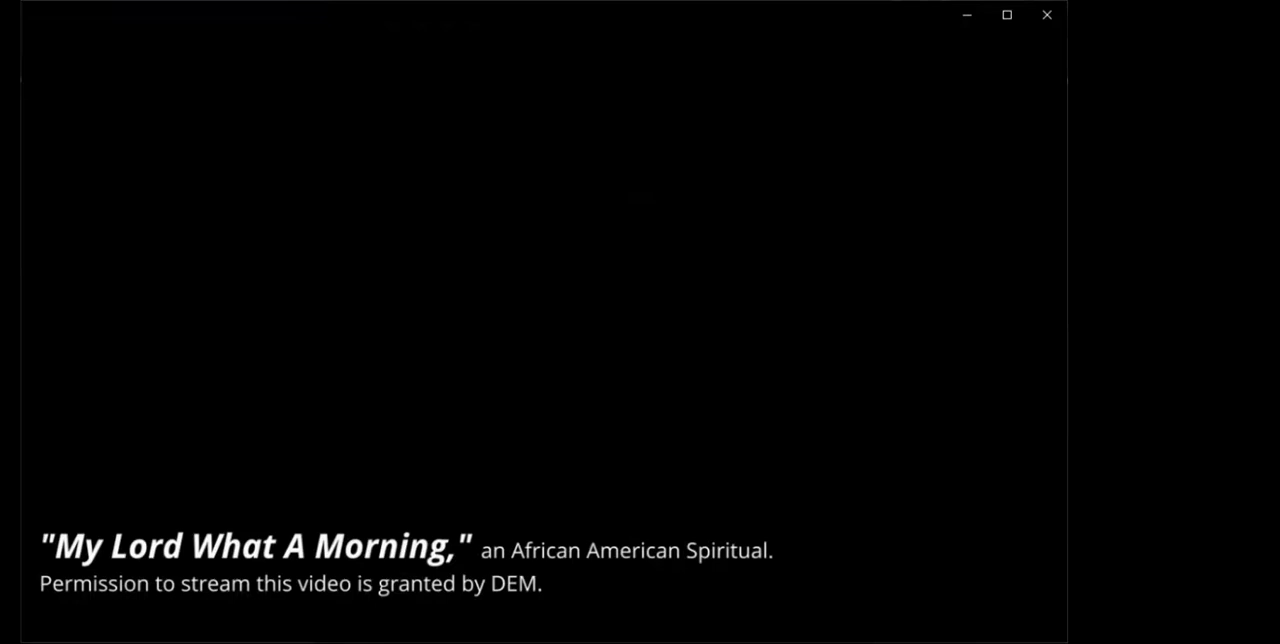 "My Lord What A Morning," an African American Spiritual.
Permission to stream this video is granted by DEM.